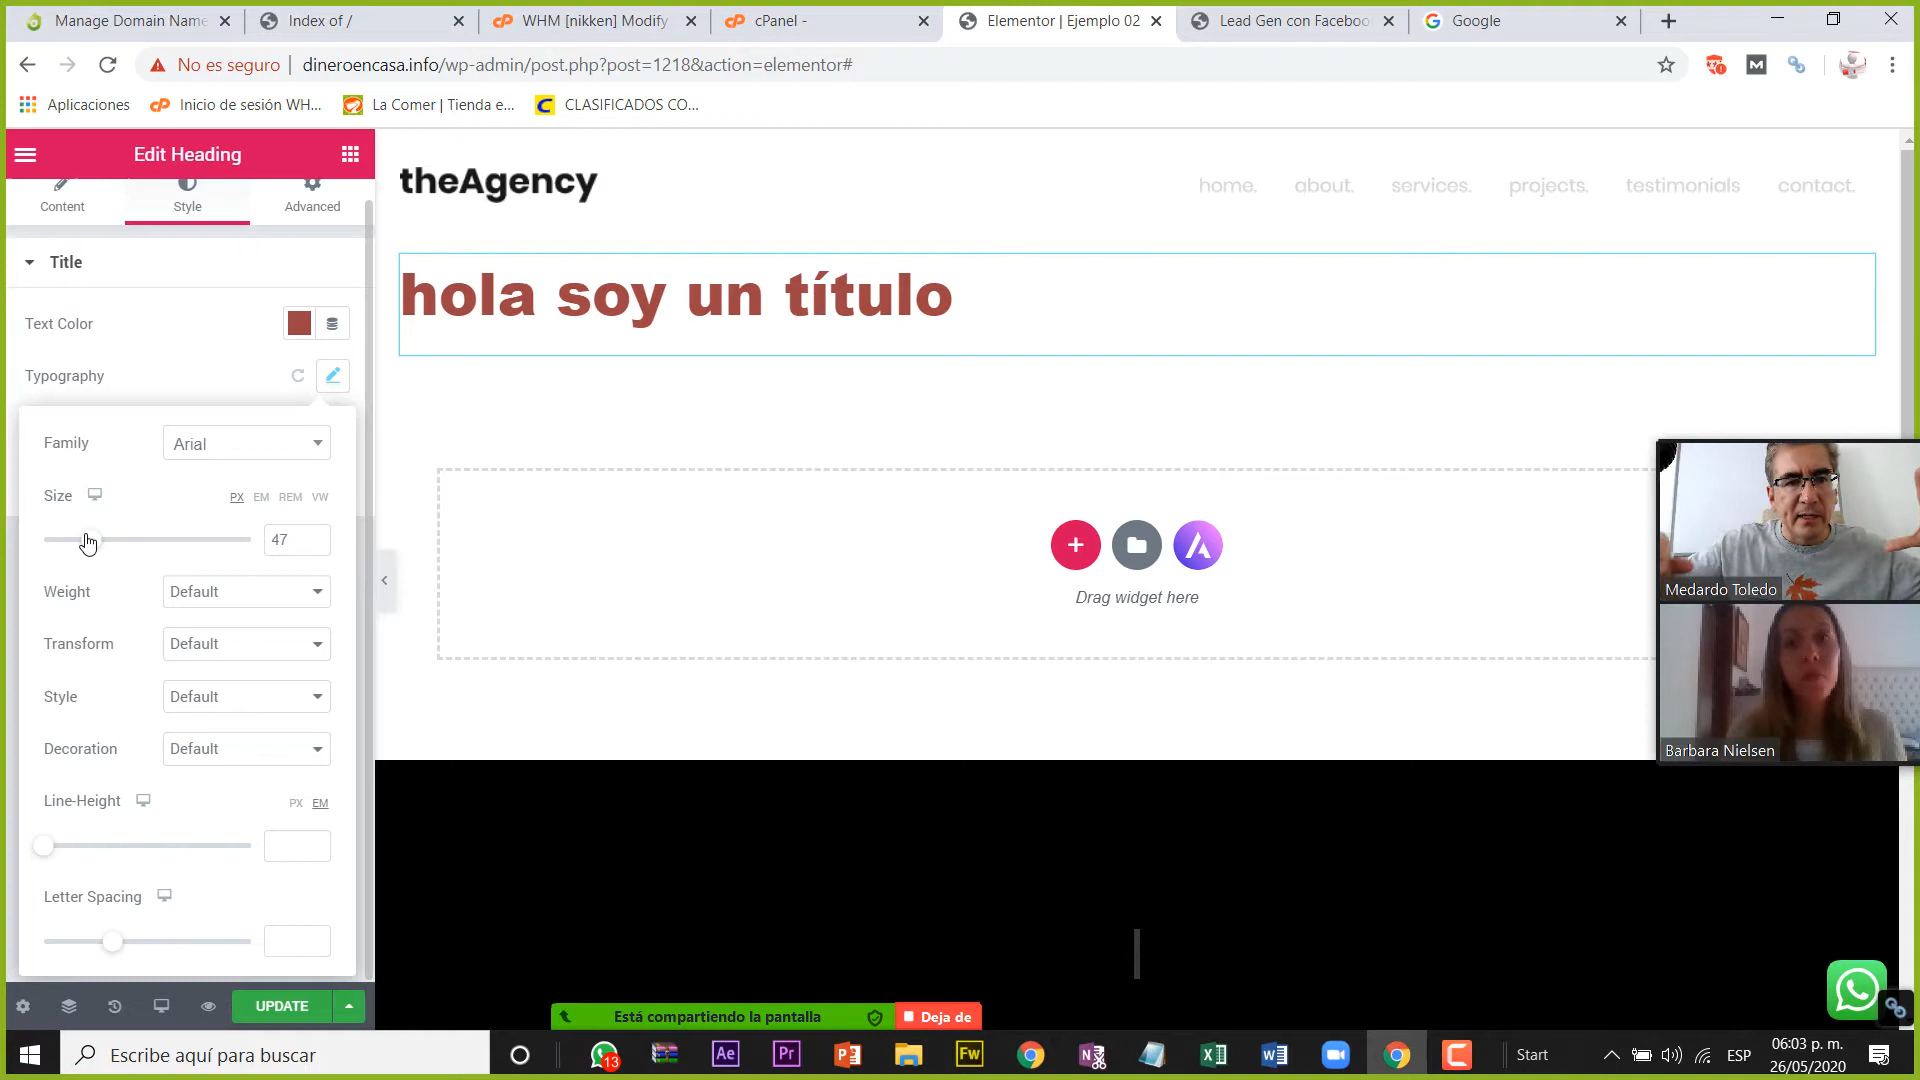 Manage Domain Name
Index of /
WHM [nikken] Modify
cPanel -
Elementor | Ejemplo 02
Lead Gen con Faceboo
Google
No es seguro
dineroencasa.info/wp-admin/post.php?post=1218&action=elementor#
Aplicaciones
Inicio de sesión WH...
La Comer | Tienda e...
CLASIFICADOS CO...
Edit Heading
Content
Style
Advanced
Title
Text Color
Typography
Family
Arial
Size
PX EM REM VW
47
Weight
Default
Transform
Default
Style
Default
Decoration
Default
Line-Height
PX EM
Letter Spacing
UPDATE
theAgency
home. about. services. projects. testimonials contact.
hola soy un título
Drag widget here
Medardo Toledo
Barbara Nielsen
Está compartiendo la pantalla
Deja de
Escribe aquí para buscar
13
Ae
Pr
Fw
Start
ESP
06:03 p. m.
26/05/2020